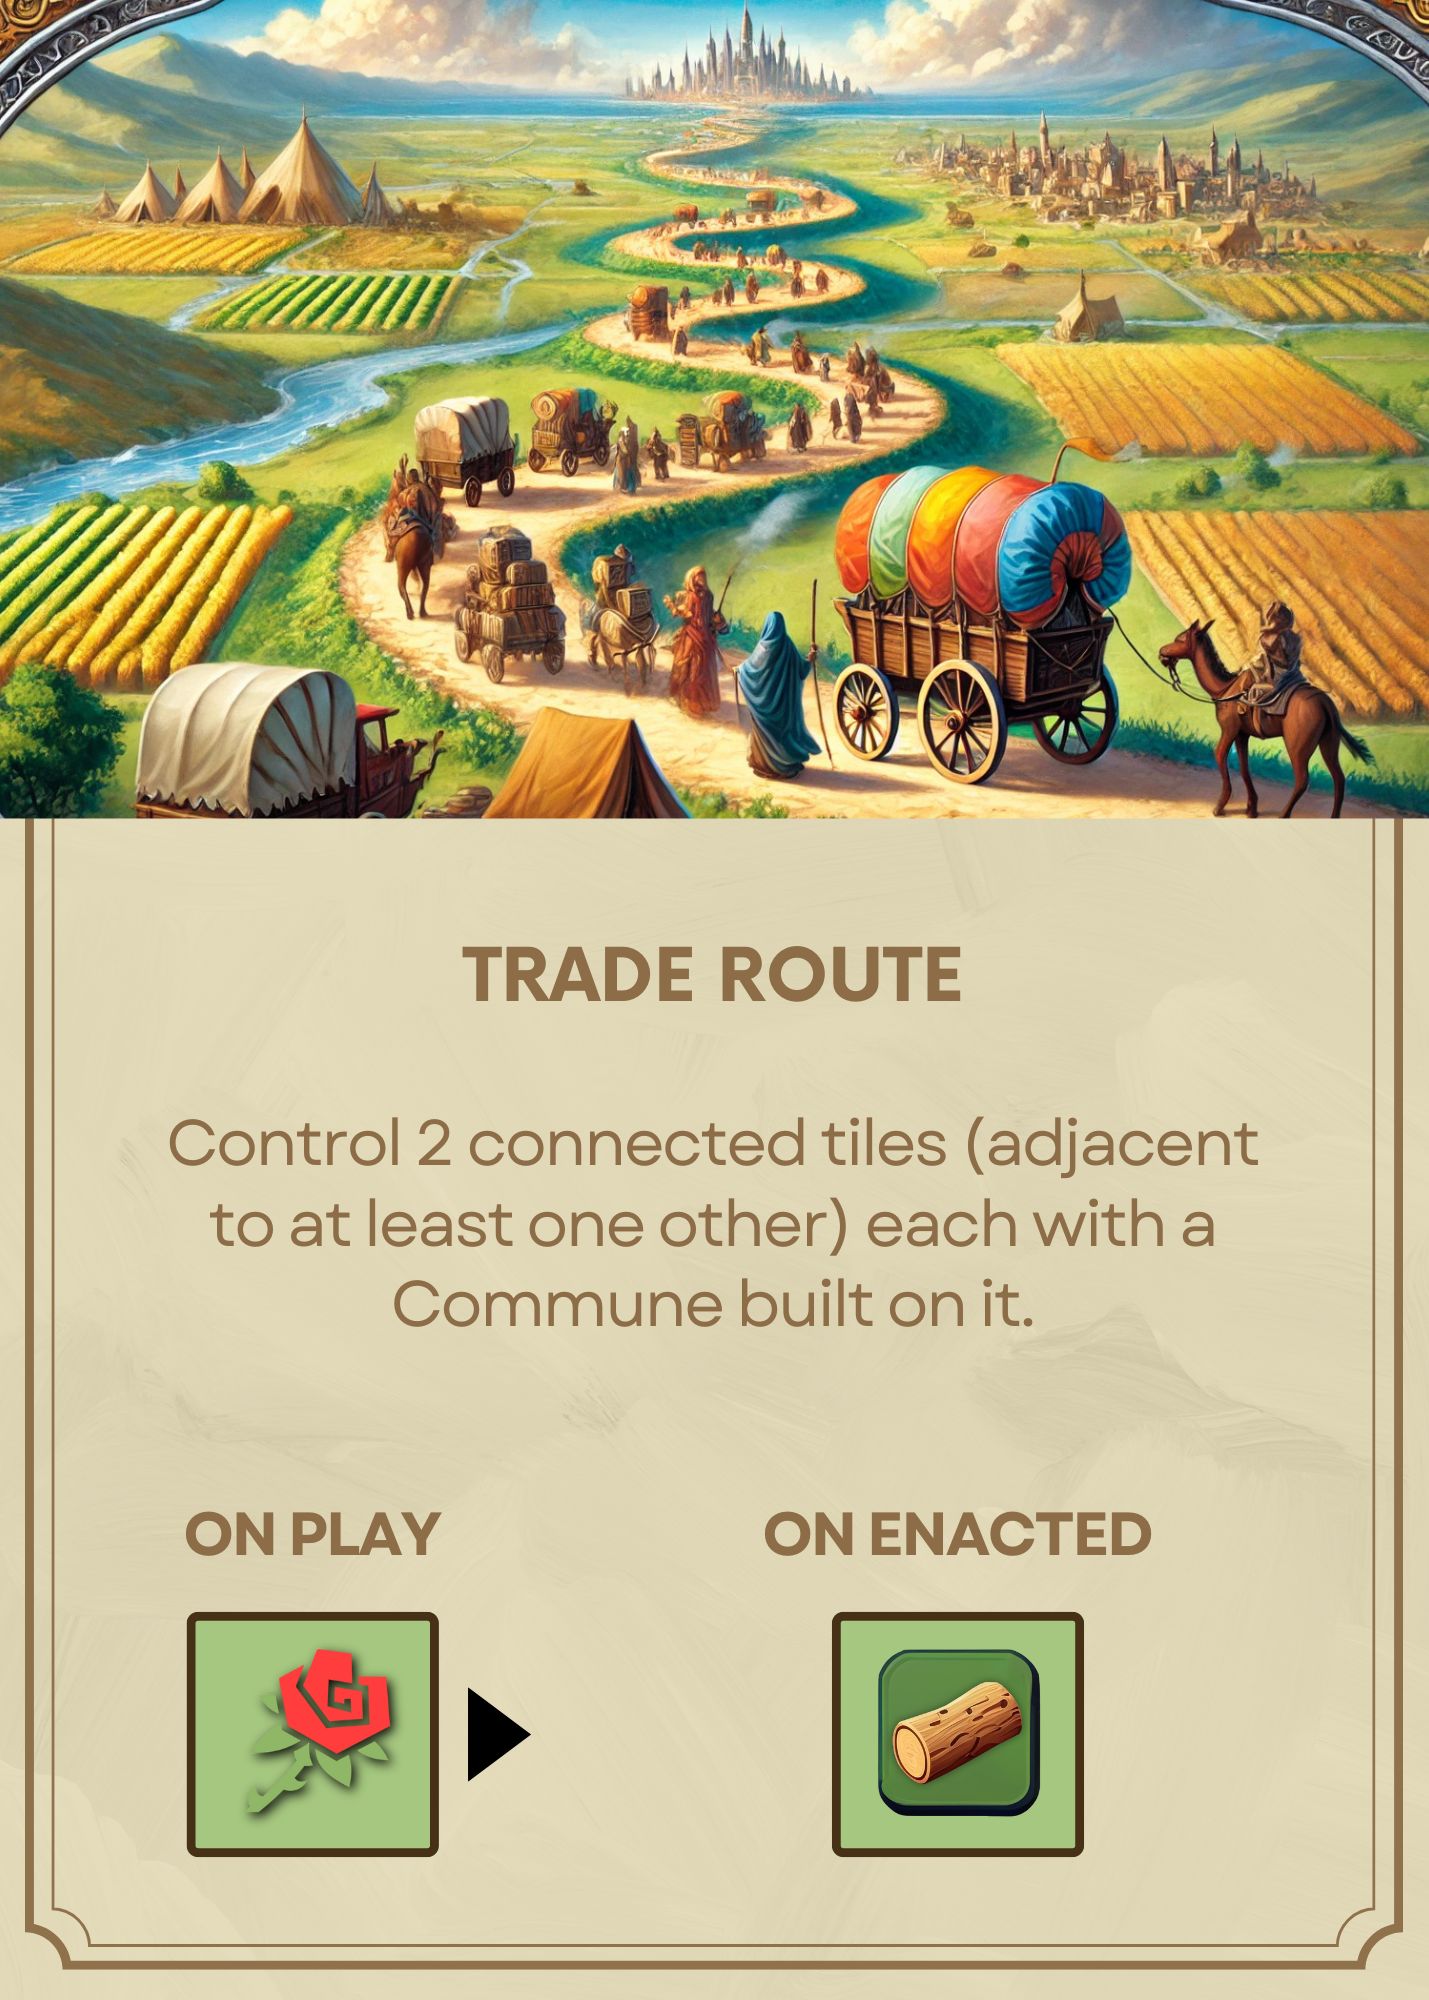 TRADE ROUTE
Control 2 connected tiles (adjacent
to at least one other) each with a
Commune built on it.
ON PLAY
ON ENACTED